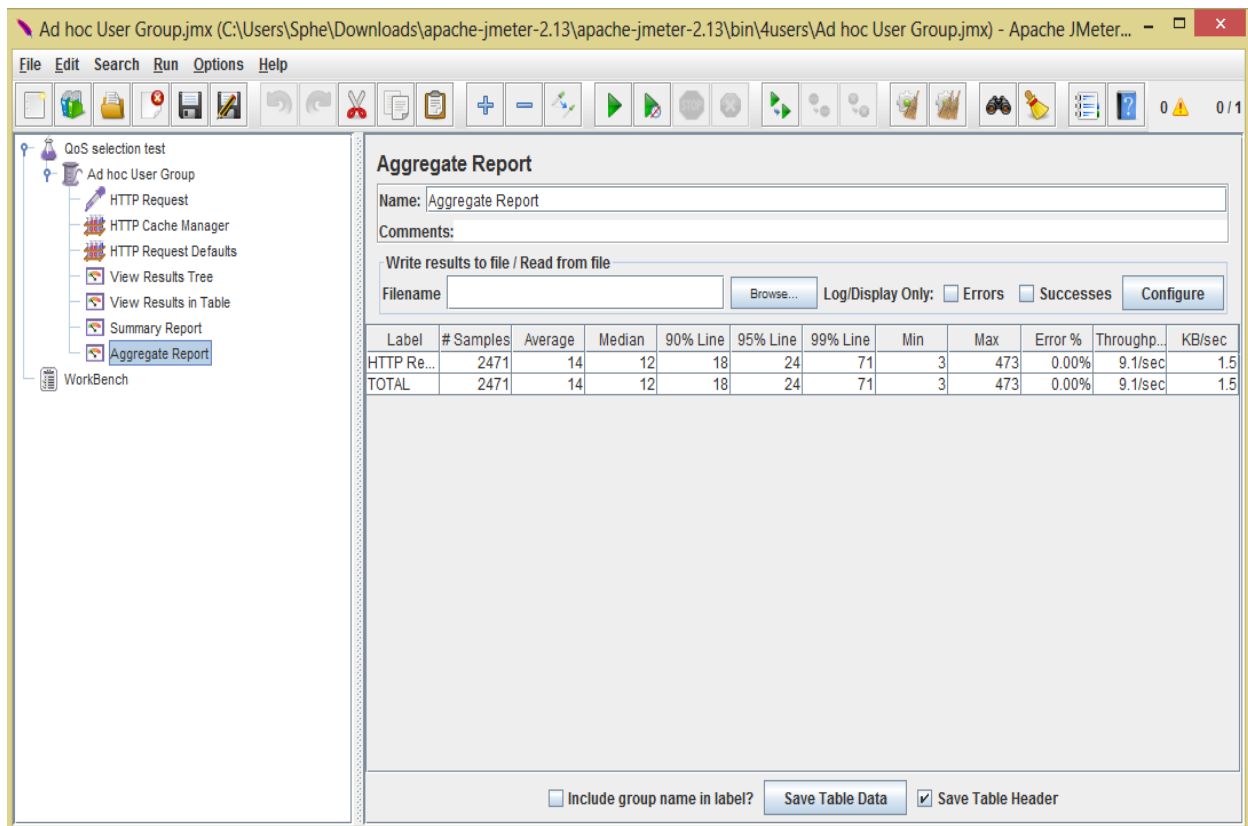 Ad hoc User Group.jmx (C:\Users\Sphe\Downloads\apache-jmeter-2.13\apache-jmeter-2.13\bin\4users\Ad hoc User Group.jmx) - Apache JMeter...
File Edit Search Run Options Help
STOP
0 0 / 1
QoS selection test
Ad hoc User Group
HTTP Request
HTTP Cache Manager
HTTP Request Defaults
View Results Tree
View Results in Table
Summary Report
Aggregate Report
WorkBench
Aggregate Report
Name: Aggregate Report
Comments:
Write results to file / Read from file
Filename Browse... Log/Display Only: Errors Successes Configure
Label # Samples Average Median 90% Line 95% Line 99% Line Min Max Error % Throughp... KB/sec
HTTP Re... 2471 14 12 18 24 71 3 473 0.00% 9.1/sec 1.5
TOTAL 2471 14 12 18 24 71 3 473 0.00% 9.1/sec 1.5
Include group name in label? Save Table Data Save Table Header